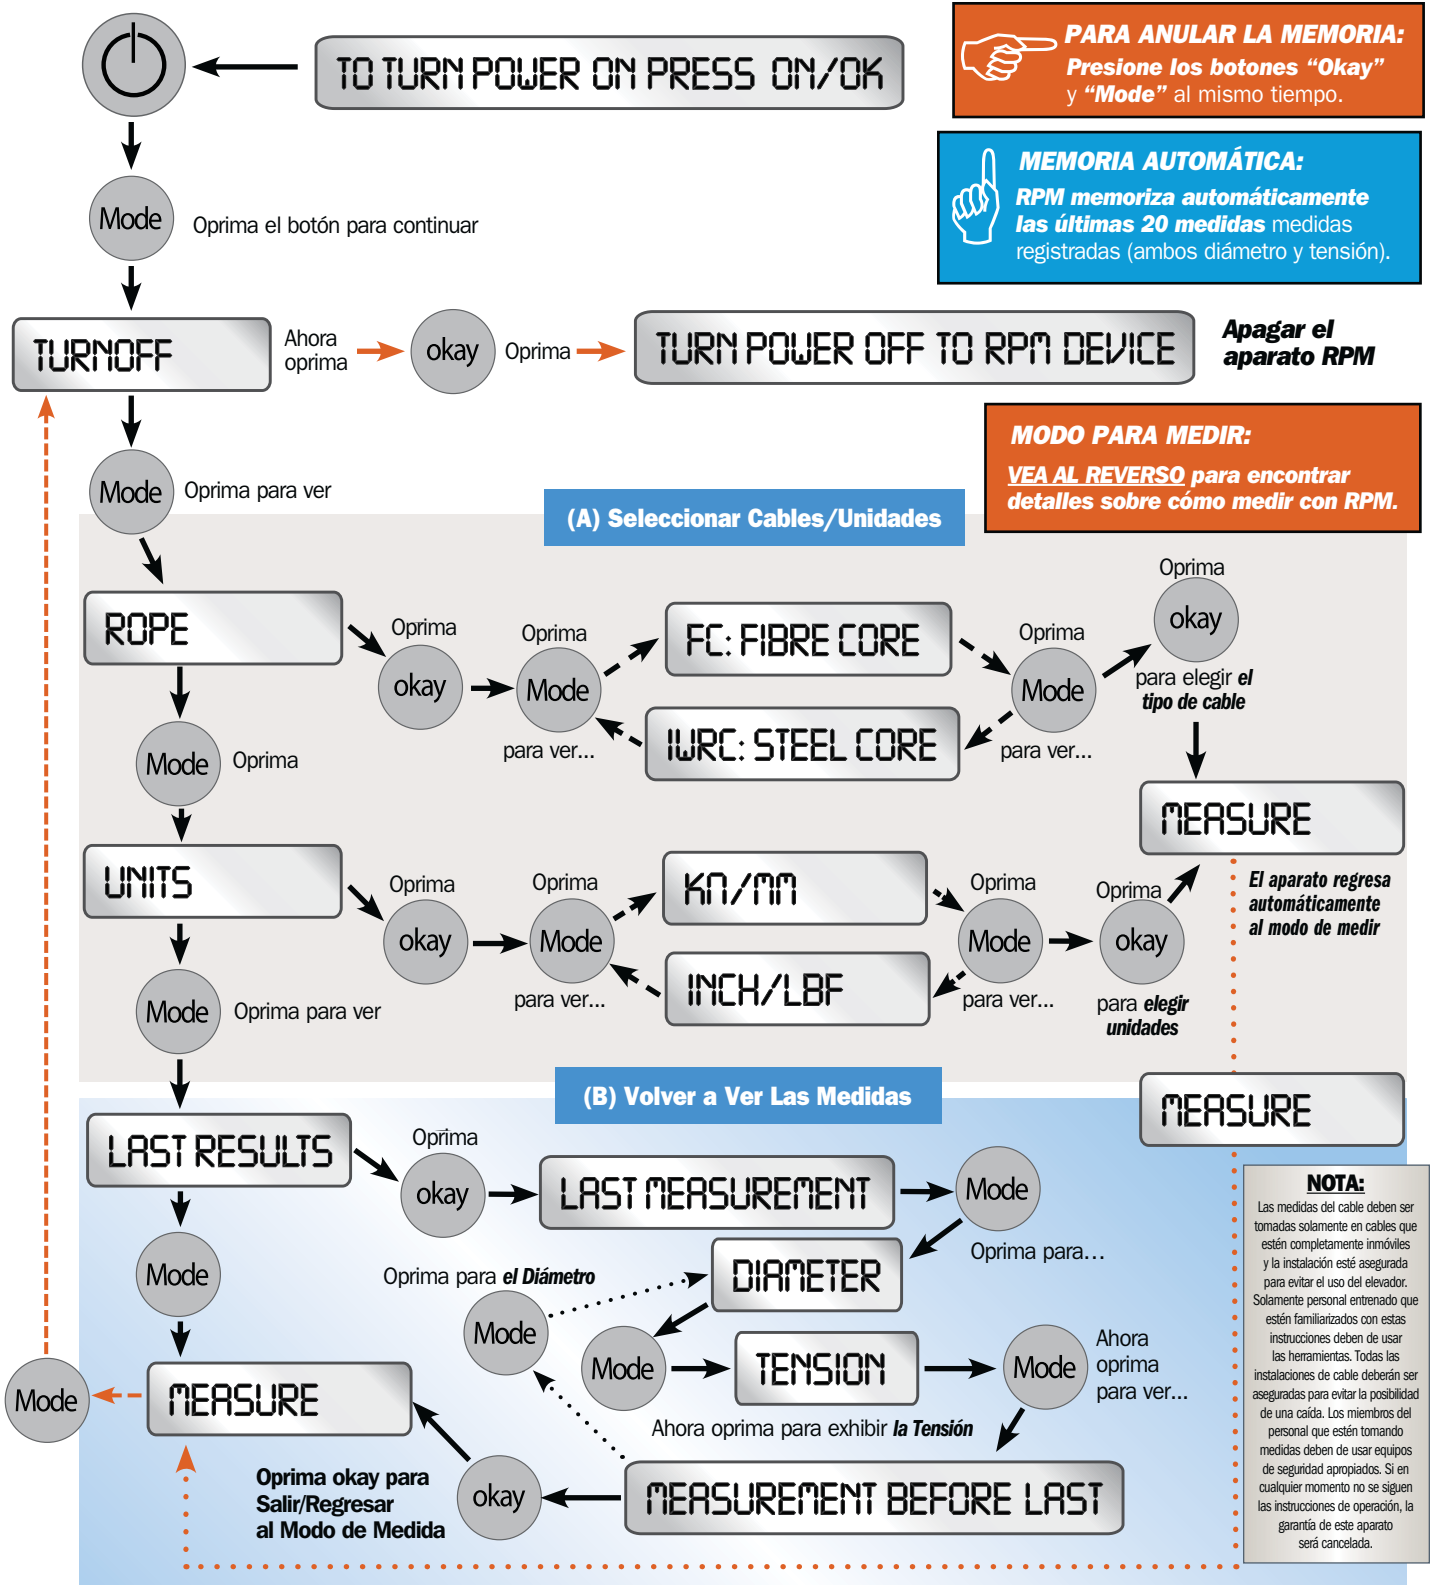 TO TURN POWER ON PRESS ON/OK
PARA ANULAR LA MEMORIA:
Presione los botones “Okay”
y “Mode” al mismo tiempo.
MEMORIA AUTOMÁTICA:
RPM memoriza automáticamente
las últimas 20 medidas medidas
registradas (ambos diámetro y tensión).
Mode
Oprima el botón para continuar
TURNOFF
Ahora
oprima
okay
Oprima
TURN POWER OFF TO RPM DEVICE
Apagar el
aparato RPM
MODO PARA MEDIR:
VEA AL REVERSO para encontrar
detalles sobre cómo medir con RPM.
Mode
Oprima para ver
(A) Seleccionar Cables/Unidades
ROPE
Oprima
okay
Oprima
Mode
para ver...
FC: FIBRE CORE
IWRC: STEEL CORE
Oprima
Mode
para ver...
Oprima
okay
para elegir el
tipo de cable
Mode
Oprima
MEASURE
El aparato regresa
automáticamente
al modo de medir
UNITS
Oprima
okay
Oprima
Mode
para ver...
KN/MM
INCH/LBF
Oprima
Mode
para ver...
Oprima
okay
para elegir
unidades
Mode
Oprima para ver
(B) Volver a Ver Las Medidas
MEASURE
LAST RESULTS
Oprima
okay
LAST MEASUREMENT
Mode
Oprima para...
DIAMETER
Mode
Oprima para el Diámetro
Mode
Mode
TENSION
Mode
Ahora
oprima
para ver...
Ahora oprima para exhibir la Tensión
Mode
MEASURE
Oprima okay para
Salir/Regresar
al Modo de Medida
okay
MEASUREMENT BEFORE LAST
NOTA:
Las medidas del cable deben ser
tomadas solamente en cables que
estén completamente inmóviles
y la instalación esté asegurada
para evitar el uso del elevador.
Solamente personal entrenado que
estén familiarizados con estas
instrucciones deben de usar
las herramientas. Todas las
instalaciones de cable deberán ser
aseguradas para evitar la posibilidad
de una caída. Los miembros del
personal que estén tomando
medidas deben de usar equipos
de seguridad apropiados. Si en
cualquier momento no se siguen
las instrucciones de operación, la
garantía de este aparato
será cancelada.